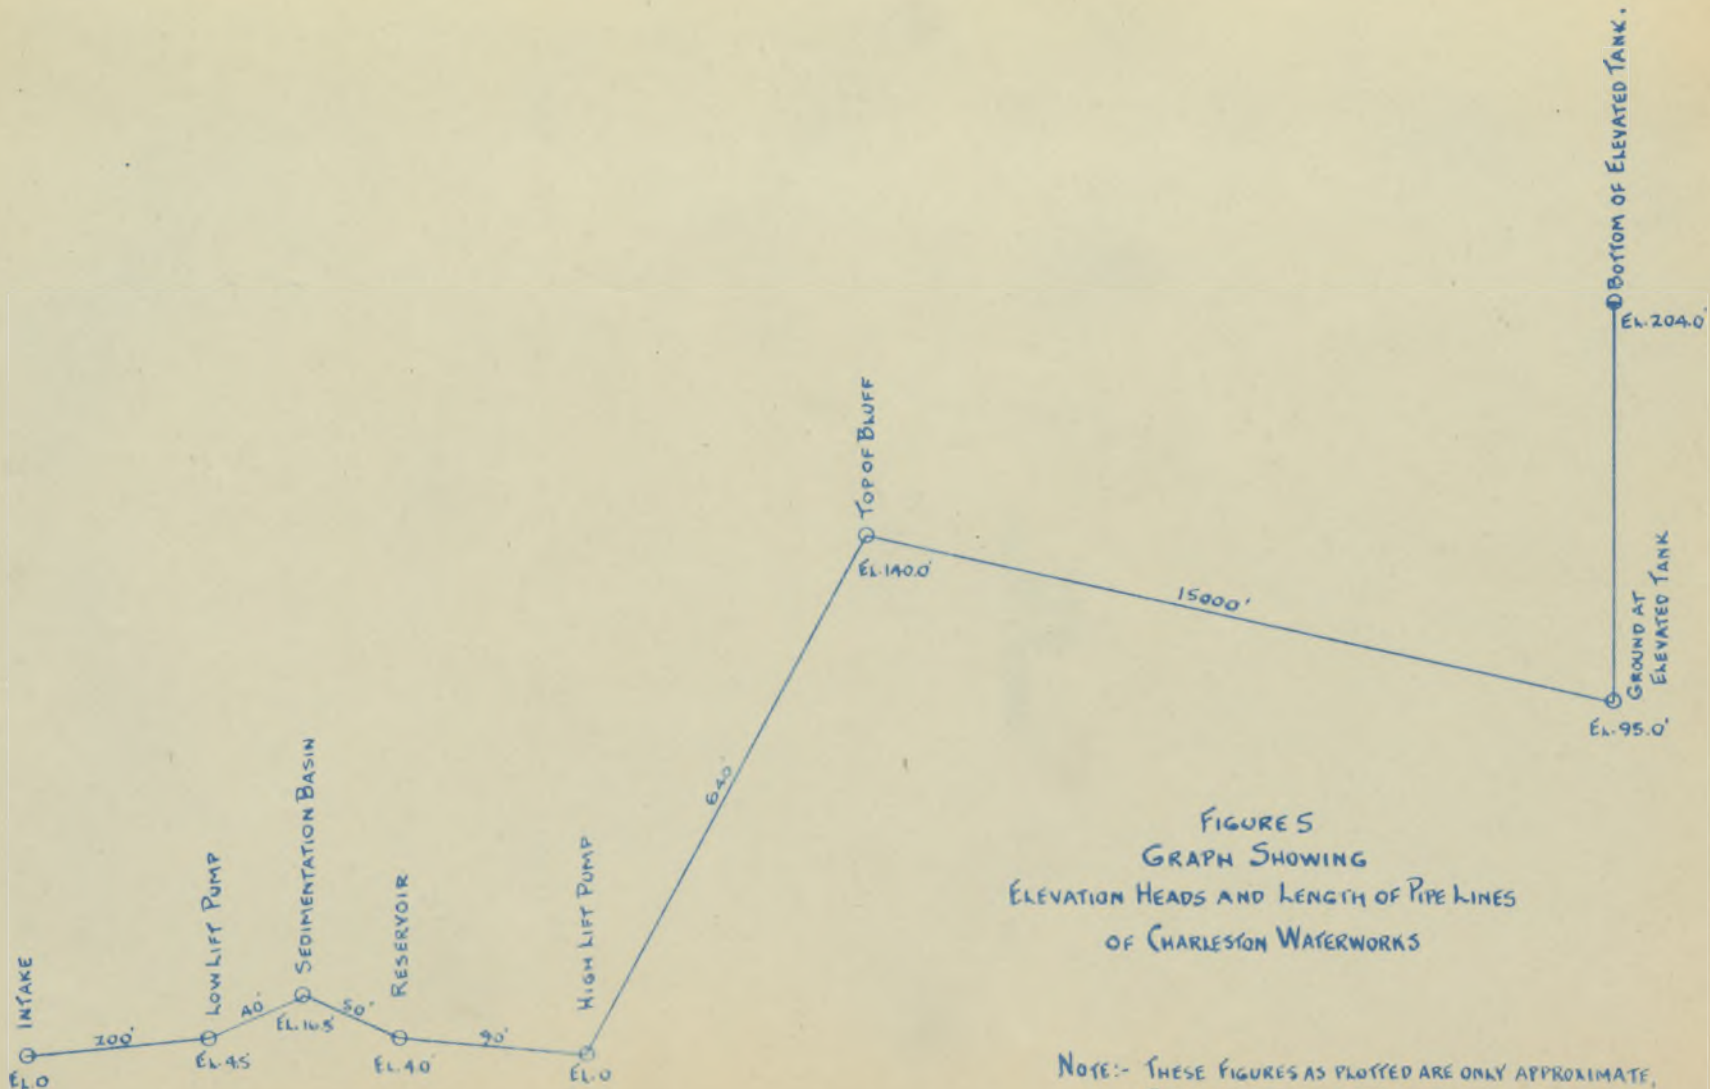 INTAKE
EL.0
200'
LOW LIFT PUMP
EL.4.5
40'
SEDIMENTATION BASIN
EL.16.5
50'
RESERVOIR
EL.4.0
90'
HIGH LIFT PUMP
EL.0
640'
TOP OF BLUFF
EL.140.0'
15000'
BOTTOM OF ELEVATED TANK.
EL.204.0'
GROUND AT
ELEVATED TANK
EL.95.0'
FIGURE 5
GRAPH SHOWING
ELEVATION HEADS AND LENGTH OF PIPE LINES
OF CHARLESTON WATERWORKS
NOTE:- THESE FIGURES AS PLOTTED ARE ONLY APPROXIMATE.